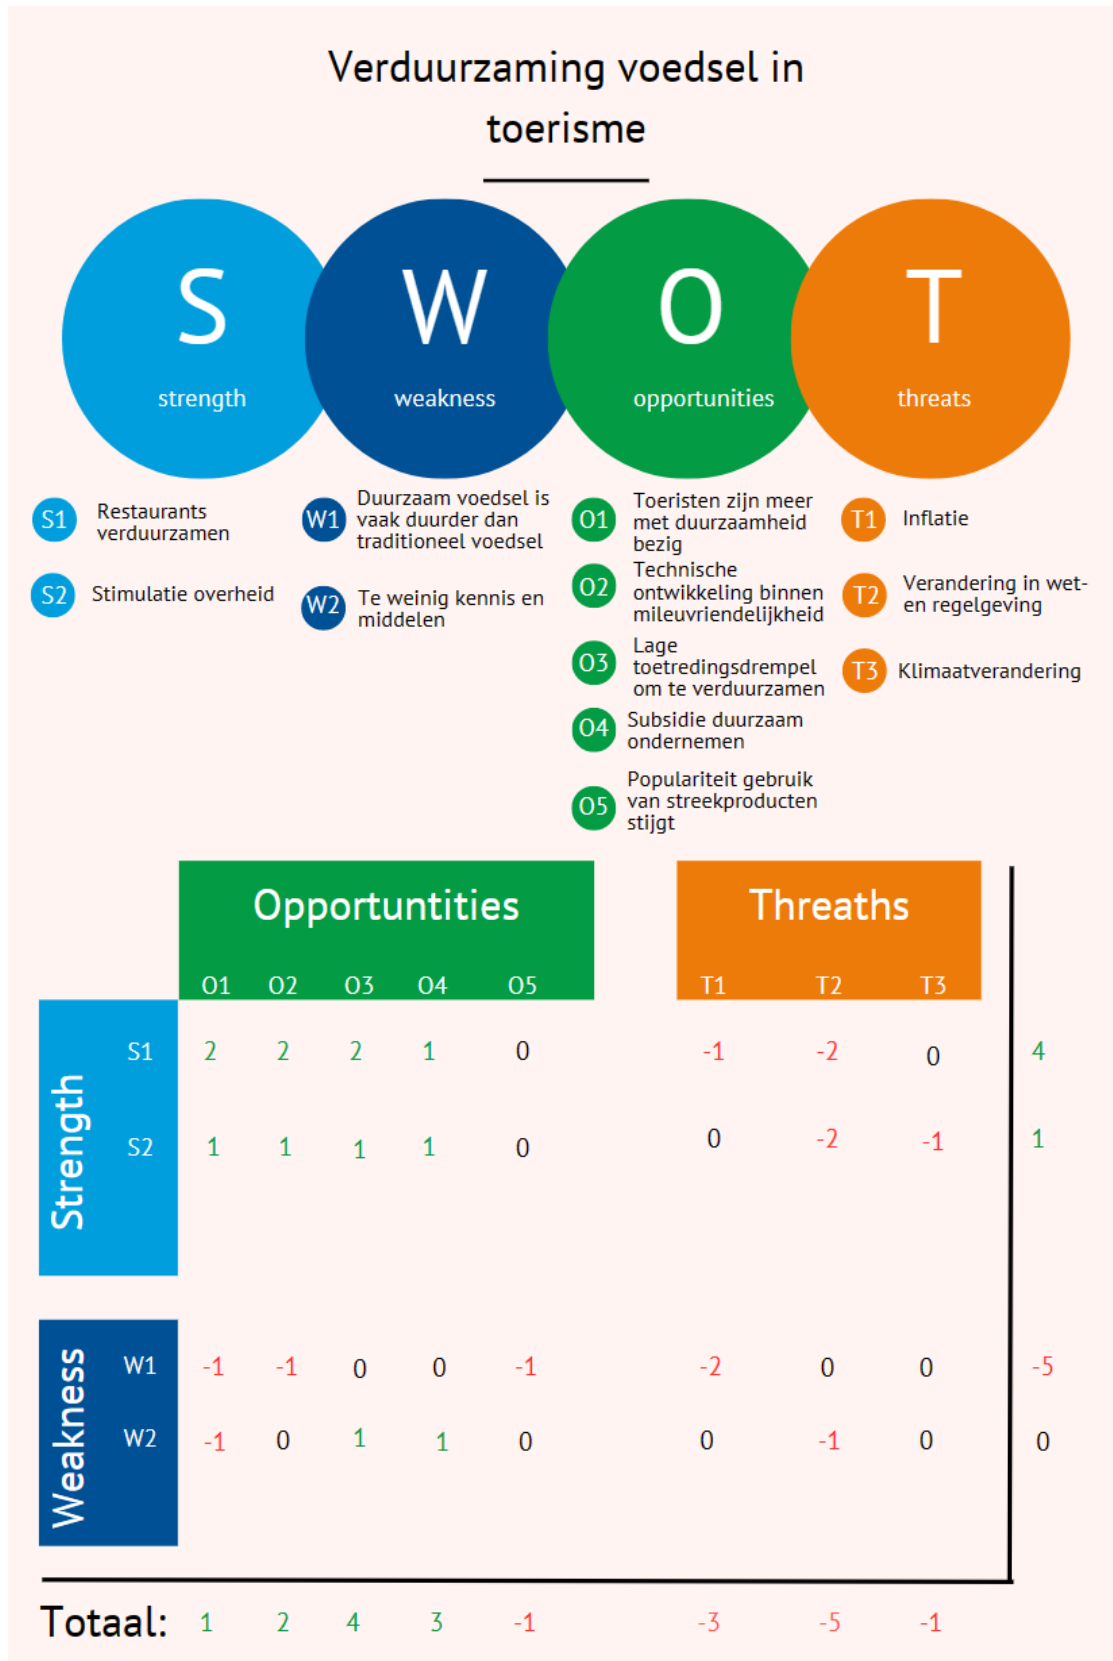 Verduurzaming voedsel in
toerisme
S
strength
W
weakness
O
opportunities
T
threats
S1
Restaurants
verduurzamen
S2
Stimulatie overheid
W1
Duurzaam voedsel is
vaak duurder dan
traditioneel voedsel
W2
Te weinig kennis en
middelen
O1
Toeristen zijn meer
met duurzaamheid
bezig
O2
Technische
ontwikkeling binnen
mileuvriendelijkheid
O3
Lage
toetredingsdrempel
om te verduurzamen
O4
Subsidie duurzaam
ondernemen
O5
Populariteit gebruik
van streekproducten
stijgt
T1
Inflatie
T2
Verandering in wet-
en regelgeving
T3
Klimaatverandering
Opportuntities
Threaths
O1 O2 O3 O4 O5 T1 T2 T3
Strength
S1 2 2 2 1 0 -1 -2 0 4
S2 1 1 1 1 0 0 -2 -1 1
Weakness
W1 -1 -1 0 0 -1 -2 0 0 -5
W2 -1 0 1 1 0 0 -1 0 0
Totaal: 1 2 4 3 -1 -3 -5 -1